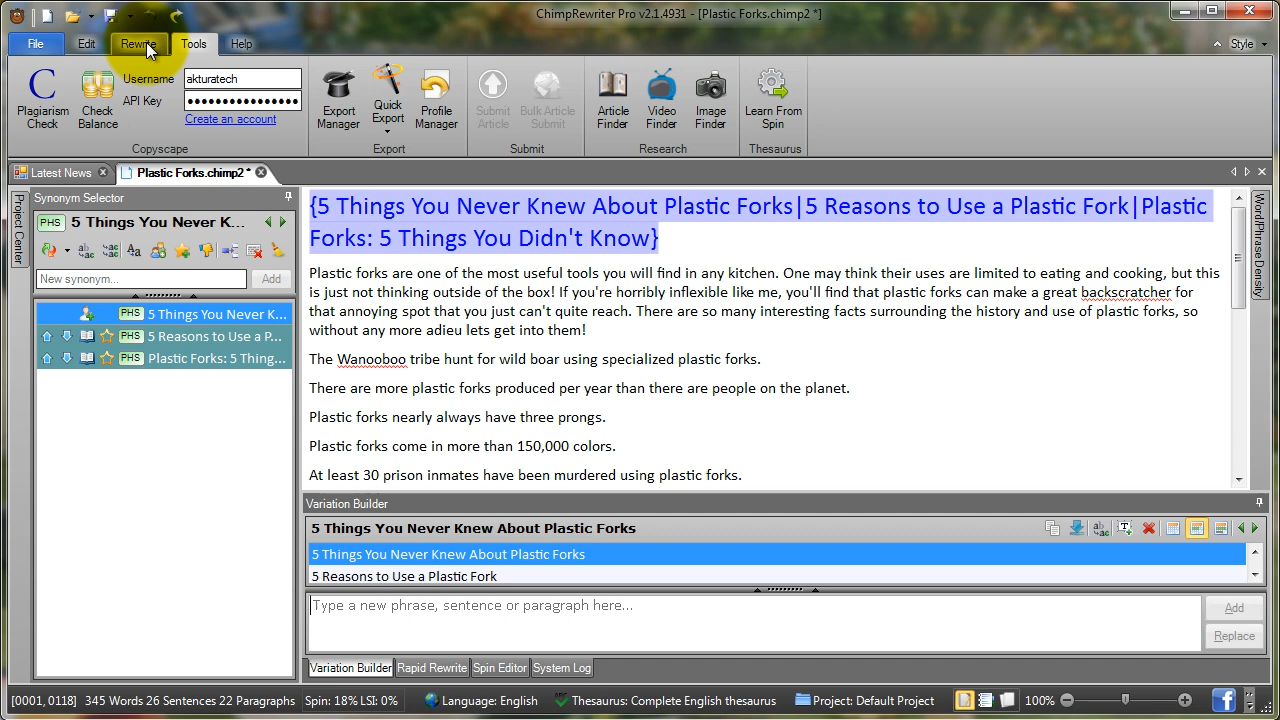 ChimpRewriter Pro v2.1.4931 - [Plastic Forks.chimp2 *]
File Edit Rewrite Tools Help Style
Plagiarism Check
Check Balance
Username akturatech
API Key ••••••••••••••••
Create an account
Copyscape
Export Manager
Quick Export
Profile Manager
Export
Submit Article
Bulk Article Submit
Submit
Article Finder
Video Finder
Image Finder
Research
Learn From Spin
Thesaurus
Latest News Plastic Forks.chimp2 *
Project Center
Synonym Selector
PHS 5 Things You Never K...
New synonym... Add
PHS 5 Things You Never K...
PHS 5 Reasons to Use a P...
PHS Plastic Forks: 5 Thing...
{5 Things You Never Knew About Plastic Forks|5 Reasons to Use a Plastic Fork|Plastic
Forks: 5 Things You Didn't Know}
Plastic forks are one of the most useful tools you will find in any kitchen. One may think their uses are limited to eating and cooking, but this
is just not thinking outside of the box! If you're horribly inflexible like me, you'll find that plastic forks can make a great backscratcher for
that annoying spot that you just can't quite reach. There are so many interesting facts surrounding the history and use of plastic forks, so
without any more adieu lets get into them!
The Wanooboo tribe hunt for wild boar using specialized plastic forks.
There are more plastic forks produced per year than there are people on the planet.
Plastic forks nearly always have three prongs.
Plastic forks come in more than 150,000 colors.
At least 30 prison inmates have been murdered using plastic forks.
Word/Phrase Density
Variation Builder
5 Things You Never Knew About Plastic Forks
5 Things You Never Knew About Plastic Forks
5 Reasons to Use a Plastic Fork
Type a new phrase, sentence or paragraph here...
Add
Replace
Variation Builder Rapid Rewrite Spin Editor System Log
[0001, 0118] 345 Words 26 Sentences 22 Paragraphs Spin: 18% LSI: 0% Language: English Thesaurus: Complete English thesaurus Project: Default Project 100%